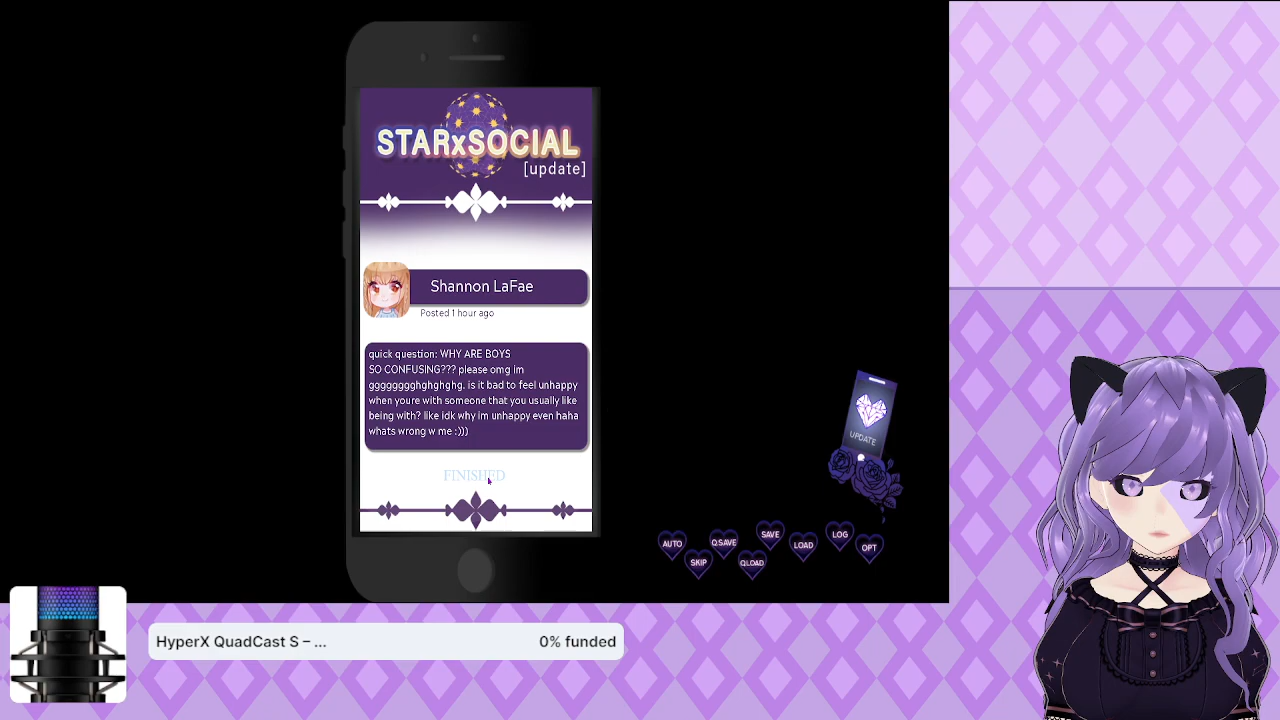 STARxSOCIAL
[update]
Shannon LaFae
Posted 1 hour ago
quick question: WHY ARE BOYS
SO CONFUSING??? please omg im
ggggggggghghghghg. is it bad to feel unhappy
when youre with someone that you usually like
being with? like idk why im unhappy even haha
whats wrong w me :)))
FINISHED
UPDATE
AUTO
SKIP
Q.SAVE
QLOAD
SAVE
LOAD
LOG
OPT
HyperX QuadCast S – ...
0% funded